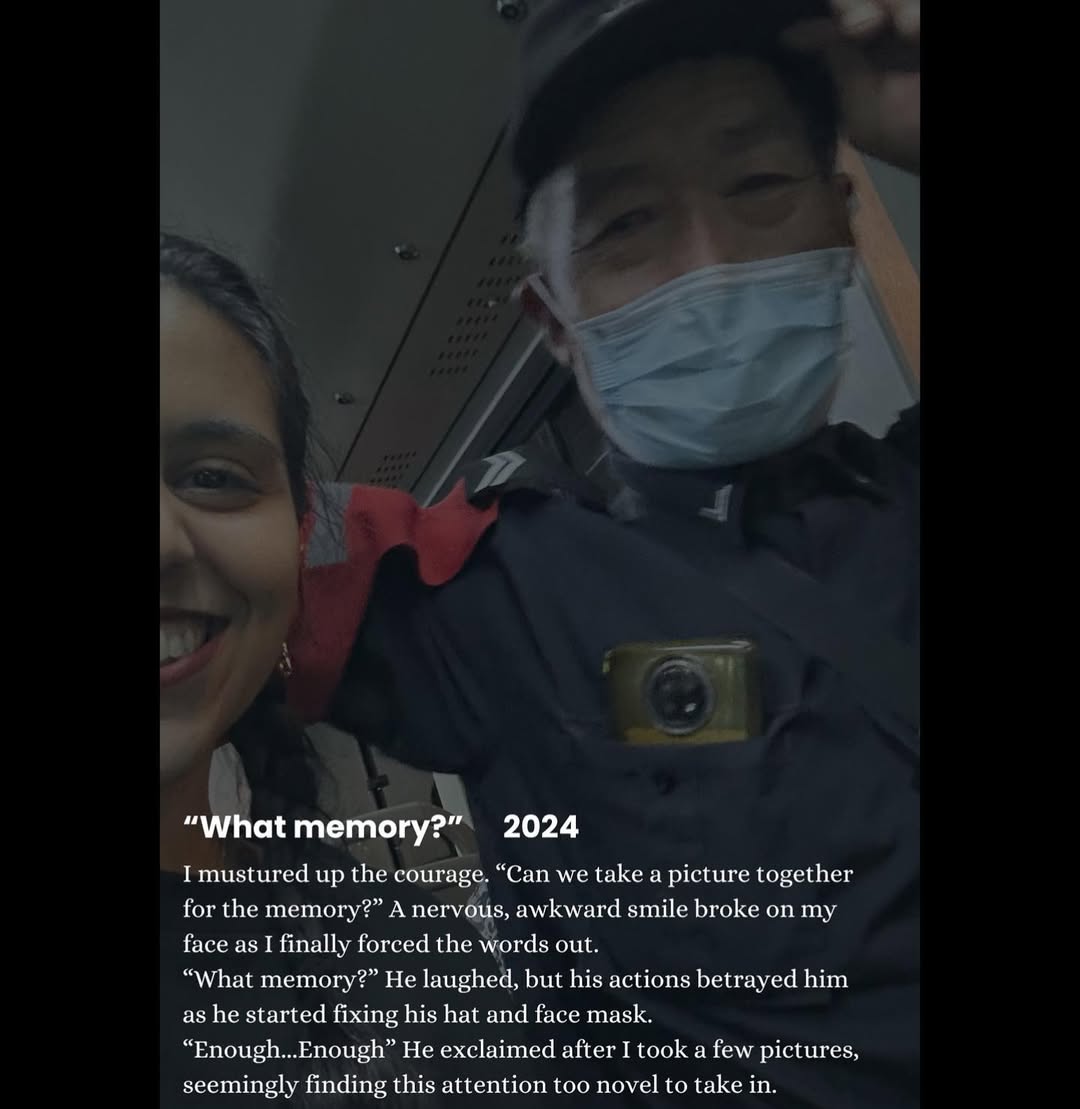 “What memory?” 2024
I mustured up the courage. “Can we take a picture together
for the memory?” A nervous, awkward smile broke on my
face as I finally forced the words out.
“What memory?” He laughed, but his actions betrayed him
as he started fixing his hat and face mask.
“Enough...Enough” He exclaimed after I took a few pictures,
seemingly finding this attention too novel to take in.